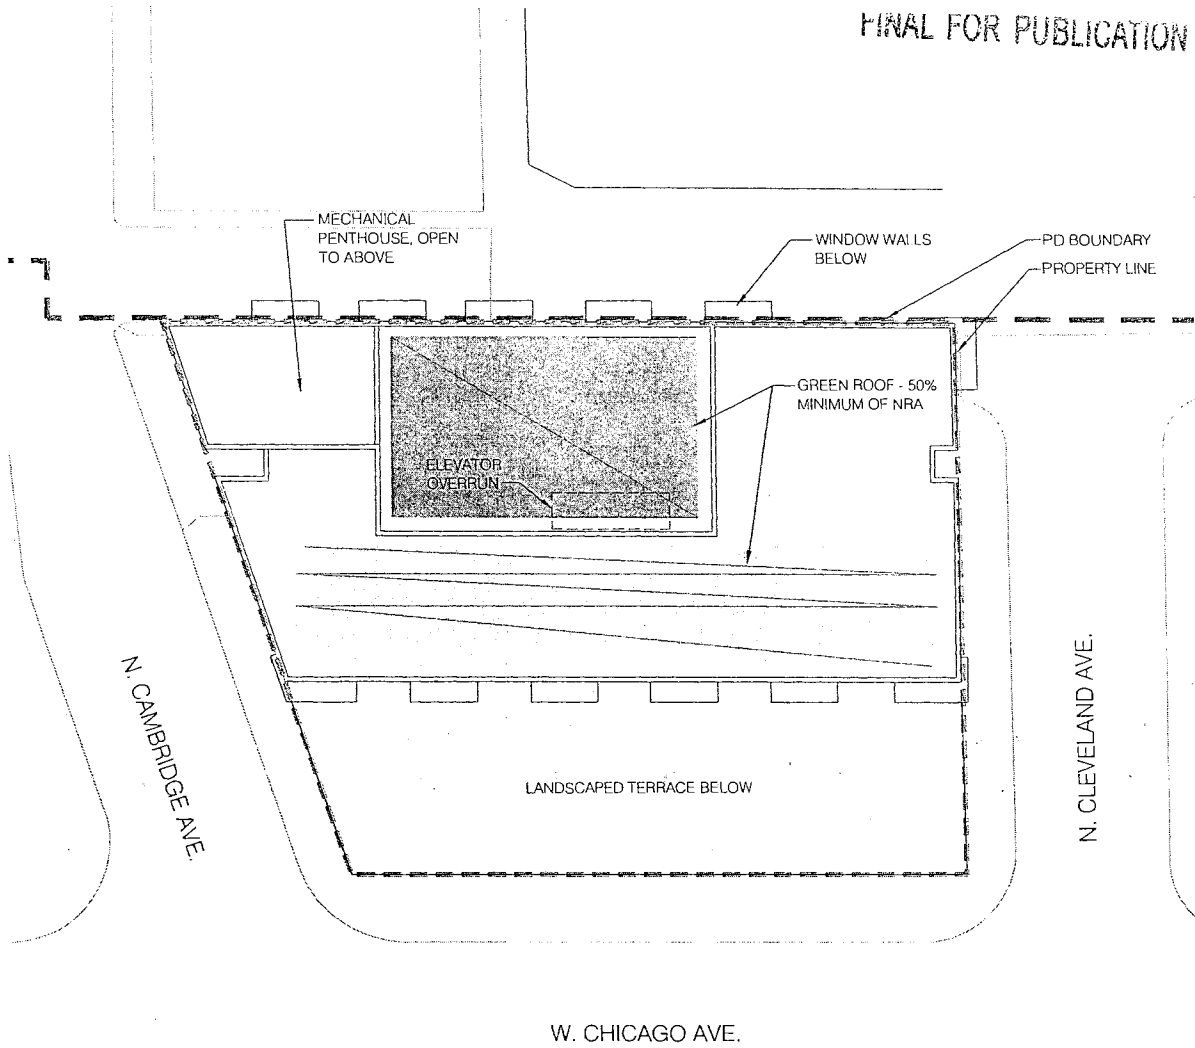 FINAL FOR PUBLICATION
MECHANICAL
PENTHOUSE, OPEN
TO ABOVE
WINDOW WALLS
BELOW
PD BOUNDARY
PROPERTY LINE
GREEN ROOF - 50%
MINIMUM OF NRA
ELEVATOR
OVERRUN
N. CAMBRIDGE AVE.
N. CLEVELAND AVE.
LANDSCAPED TERRACE BELOW
W. CHICAGO AVE.